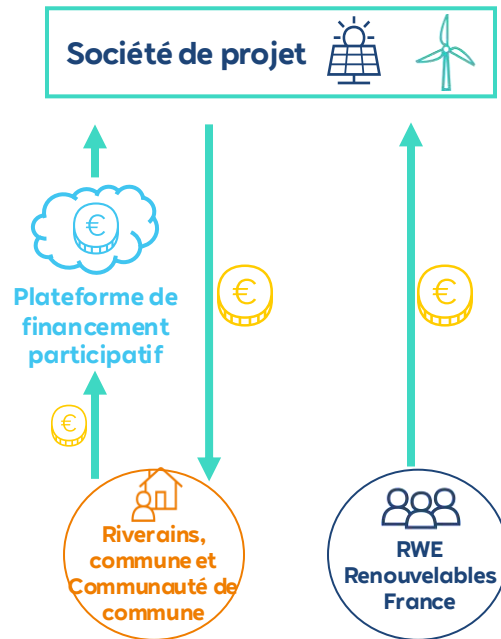 Société de projet
€
€
€
Plateforme de
financement
participatif
€
Riverains,
commune et
Communauté de
commune
RWE
Renouvelables
France